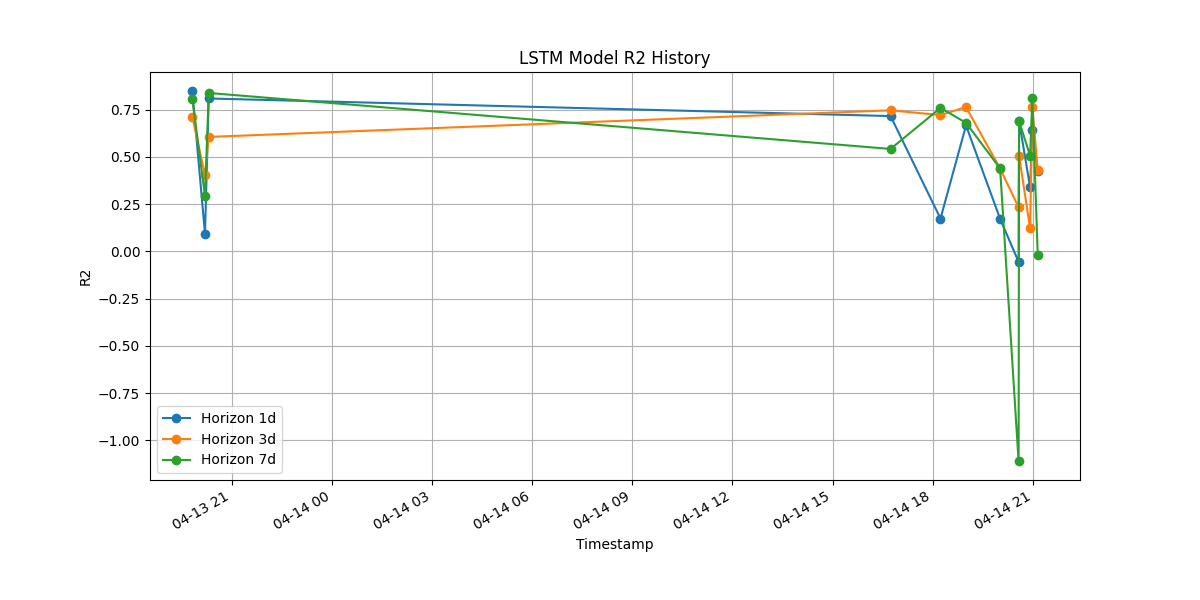 LSTM Model R2 History
R2
0.75
0.50
0.25
0.00
−0.25
−0.50
−0.75
−1.00
Horizon 1d
Horizon 3d
Horizon 7d
04-13 21
04-14 00
04-14 03
04-14 06
04-14 09
04-14 12
04-14 15
04-14 18
04-14 21
Timestamp